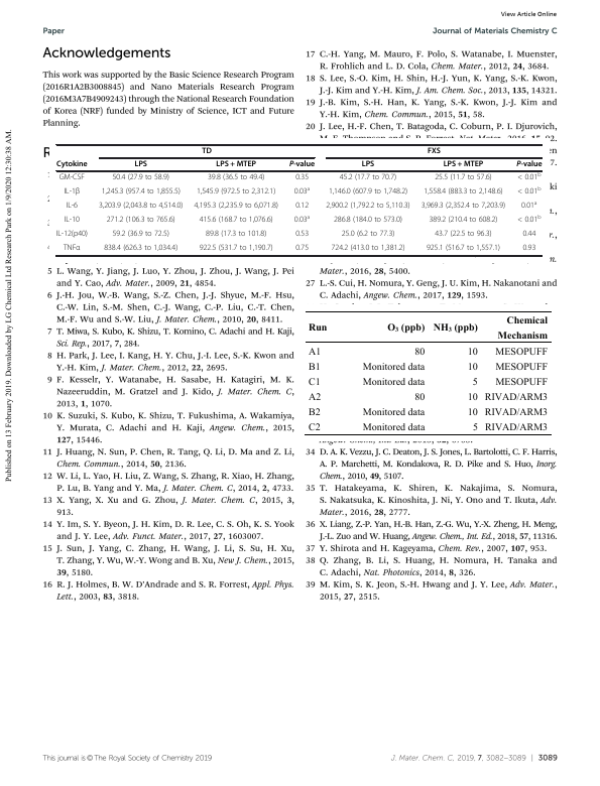 View Article Online
Paper
Journal of Materials Chemistry C
Published on 13 February 2019. Downloaded by LG Chemical Ltd Research Park on 1/9/2020 12:30:38 AM.
Acknowledgements
This work was supported by the Basic Science Research Program
(2016R1A2B3008845) and Nano Materials Research Program
(2016M3A7B4909243) through the National Research Foundation
of Korea (NRF) funded by Ministry of Science, ICT and Future
Planning.
17 C.-H. Yang, M. Mauro, F. Polo, S. Watanabe, I. Muenster,
R. Frohlich and L. D. Cola, Chem. Mater., 2012, 24, 3684.
18 S. Lee, S.-O. Kim, H. Shin, H.-J. Yun, K. Yang, S.-K. Kwon,
J.-J. Kim and Y.-H. Kim, J. Am. Chem. Soc., 2013, 135, 14321.
19 J.-B. Kim, S.-H. Han, K. Yang, S.-K. Kwon, J.-J. Kim and
Y.-H. Kim, Chem. Commun., 2015, 51, 58.
20 J. Lee, H.-F. Chen, T. Batagoda, C. Coburn, P. I. Djurovich,
TD FXS
Cytokine LPS LPS + MTEP P-value LPS LPS + MTEP P-value
GM-CSF 50.4 (27.9 to 58.9) 39.8 (36.5 to 49.4) 0.35 45.2 (17.7 to 70.7) 25.5 (11.7 to 57.6) < 0.01b
IL-1β 1,245.3 (957.4 to 1,855.5) 1,545.9 (972.5 to 2,312.1) 0.03a 1,146.0 (607.9 to 1,748.2) 1,558.4 (883.3 to 2,148.6) < 0.01b
IL-6 3,203.9 (2,043.8 to 4,514.0) 4,195.3 (2,235.9 to 6,071.8) 0.12 2,900.2 (1,792.2 to 5,110.3) 3,969.3 (2,352.4 to 7,203.9) 0.01a
IL-10 271.2 (106.3 to 765.6) 415.6 (168.7 to 1,076.6) 0.03a 286.8 (184.0 to 573.0) 389.2 (210.4 to 608.2) < 0.01b
IL-12(p40) 59.2 (36.9 to 72.5) 89.8 (17.3 to 101.8) 0.53 25.0 (6.2 to 77.3) 43.7 (22.5 to 96.3) 0.44
TNFα 838.4 (626.3 to 1,034.4) 922.5 (531.7 to 1,190.7) 0.75 724.2 (413.0 to 1,381.2) 925.1 (516.7 to 1,557.1) 0.93
5 L. Wang, Y. Jiang, J. Luo, Y. Zhou, J. Zhou, J. Wang, J. Pei
and Y. Cao, Adv. Mater., 2009, 21, 4854.
6 J.-H. Jou, W.-B. Wang, S.-Z. Chen, J.-J. Shyue, M.-F. Hsu,
C.-W. Lin, S.-M. Shen, C.-J. Wang, C.-P. Liu, C.-T. Chen,
M.-F. Wu and S.-W. Liu, J. Mater. Chem., 2010, 20, 8411.
7 T. Miwa, S. Kubo, K. Shizu, T. Komino, C. Adachi and H. Kaji,
Sci. Rep., 2017, 7, 284.
8 H. Park, J. Lee, I. Kang, H. Y. Chu, J.-I. Lee, S.-K. Kwon and
Y.-H. Kim, J. Mater. Chem., 2012, 22, 2695.
9 F. Kesselr, Y. Watanabe, H. Sasabe, H. Katagiri, M. K.
Nazeeruddin, M. Gratzel and J. Kido, J. Mater. Chem. C,
2013, 1, 1070.
10 K. Suzuki, S. Kubo, K. Shizu, T. Fukushima, A. Wakamiya,
Y. Murata, C. Adachi and H. Kaji, Angew. Chem., 2015,
127, 15446.
11 J. Huang, N. Sun, P. Chen, R. Tang, Q. Li, D. Ma and Z. Li,
Chem. Commun., 2014, 50, 2136.
12 W. Li, L. Yao, H. Liu, Z. Wang, S. Zhang, R. Xiao, H. Zhang,
P. Lu, B. Yang and Y. Ma, J. Mater. Chem. C, 2014, 2, 4733.
13 X. Yang, X. Xu and G. Zhou, J. Mater. Chem. C, 2015, 3,
913.
14 Y. Im, S. Y. Byeon, J. H. Kim, D. R. Lee, C. S. Oh, K. S. Yook
and J. Y. Lee, Adv. Funct. Mater., 2017, 27, 1603007.
15 J. Sun, J. Yang, C. Zhang, H. Wang, J. Li, S. Su, H. Xu,
T. Zhang, Y. Wu, W.-Y. Wong and B. Xu, New J. Chem., 2015,
39, 5180.
16 R. J. Holmes, B. W. D'Andrade and S. R. Forrest, Appl. Phys.
Lett., 2003, 83, 3818.
Mater., 2016, 28, 5400.
27 L.-S. Cui, H. Nomura, Y. Geng, J. U. Kim, H. Nakanotani and
C. Adachi, Angew. Chem., 2017, 129, 1593.
Run O3 (ppb) NH3 (ppb) Chemical Mechanism
A1 80 10 MESOPUFF
B1 Monitored data 10 MESOPUFF
C1 Monitored data 5 MESOPUFF
A2 80 10 RIVAD/ARM3
B2 Monitored data 10 RIVAD/ARM3
C2 Monitored data 5 RIVAD/ARM3
34 D. A. K. Vezzu, J. C. Deaton, J. S. Jones, L. Bartolotti, C. F. Harris,
A. P. Marchetti, M. Kondakova, R. D. Pike and S. Huo, Inorg.
Chem., 2010, 49, 5107.
35 T. Hatakeyama, K. Shiren, K. Nakajima, S. Nomura,
S. Nakatsuka, K. Kinoshita, J. Ni, Y. Ono and T. Ikuta, Adv.
Mater., 2016, 28, 2777.
36 X. Liang, Z.-P. Yan, H.-B. Han, Z.-G. Wu, Y.-X. Zheng, H. Meng,
J.-L. Zuo and W. Huang, Angew. Chem., Int. Ed., 2018, 57, 11316.
37 Y. Shirota and H. Kageyama, Chem. Rev., 2007, 107, 953.
38 Q. Zhang, B. Li, S. Huang, H. Nomura, H. Tanaka and
C. Adachi, Nat. Photonics, 2014, 8, 326.
39 M. Kim, S. K. Jeon, S.-H. Hwang and J. Y. Lee, Adv. Mater.,
2015, 27, 2515.
This journal is © The Royal Society of Chemistry 2019
J. Mater. Chem. C, 2019, 7, 3082–3089 | 3089